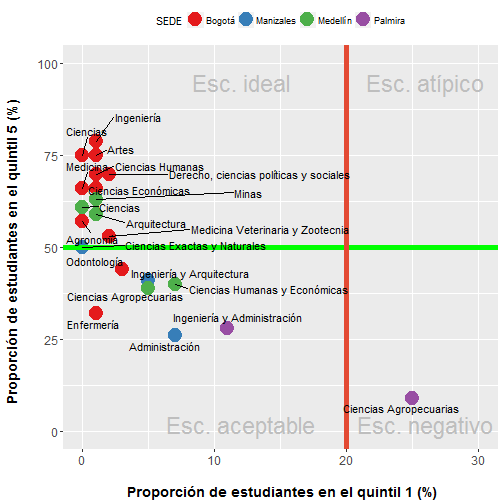 SEDE Bogotá Manizales Medellín Palmira
Proporción de estudiantes en el quintil 5 (%)
100
75
50
25
0
Esc. ideal
Esc. atípico
Ingeniería
Ciencias
Artes
Medicina
Ciencias Humanas
Derecho, ciencias políticas y sociales
Ciencias Económicas
Minas
Ciencias
Arquitectura
Medicina Veterinaria y Zootecnia
Agronomía
Ciencias Exactas y Naturales
Odontología
Ingeniería y Arquitectura
Ciencias Humanas y Económicas
Ciencias Agropecuarias
Enfermería
Ingeniería y Administración
Administración
Ciencias Agropecuarias
Esc. aceptable
Esc. negativo
0
10
20
30
Proporción de estudiantes en el quintil 1 (%)